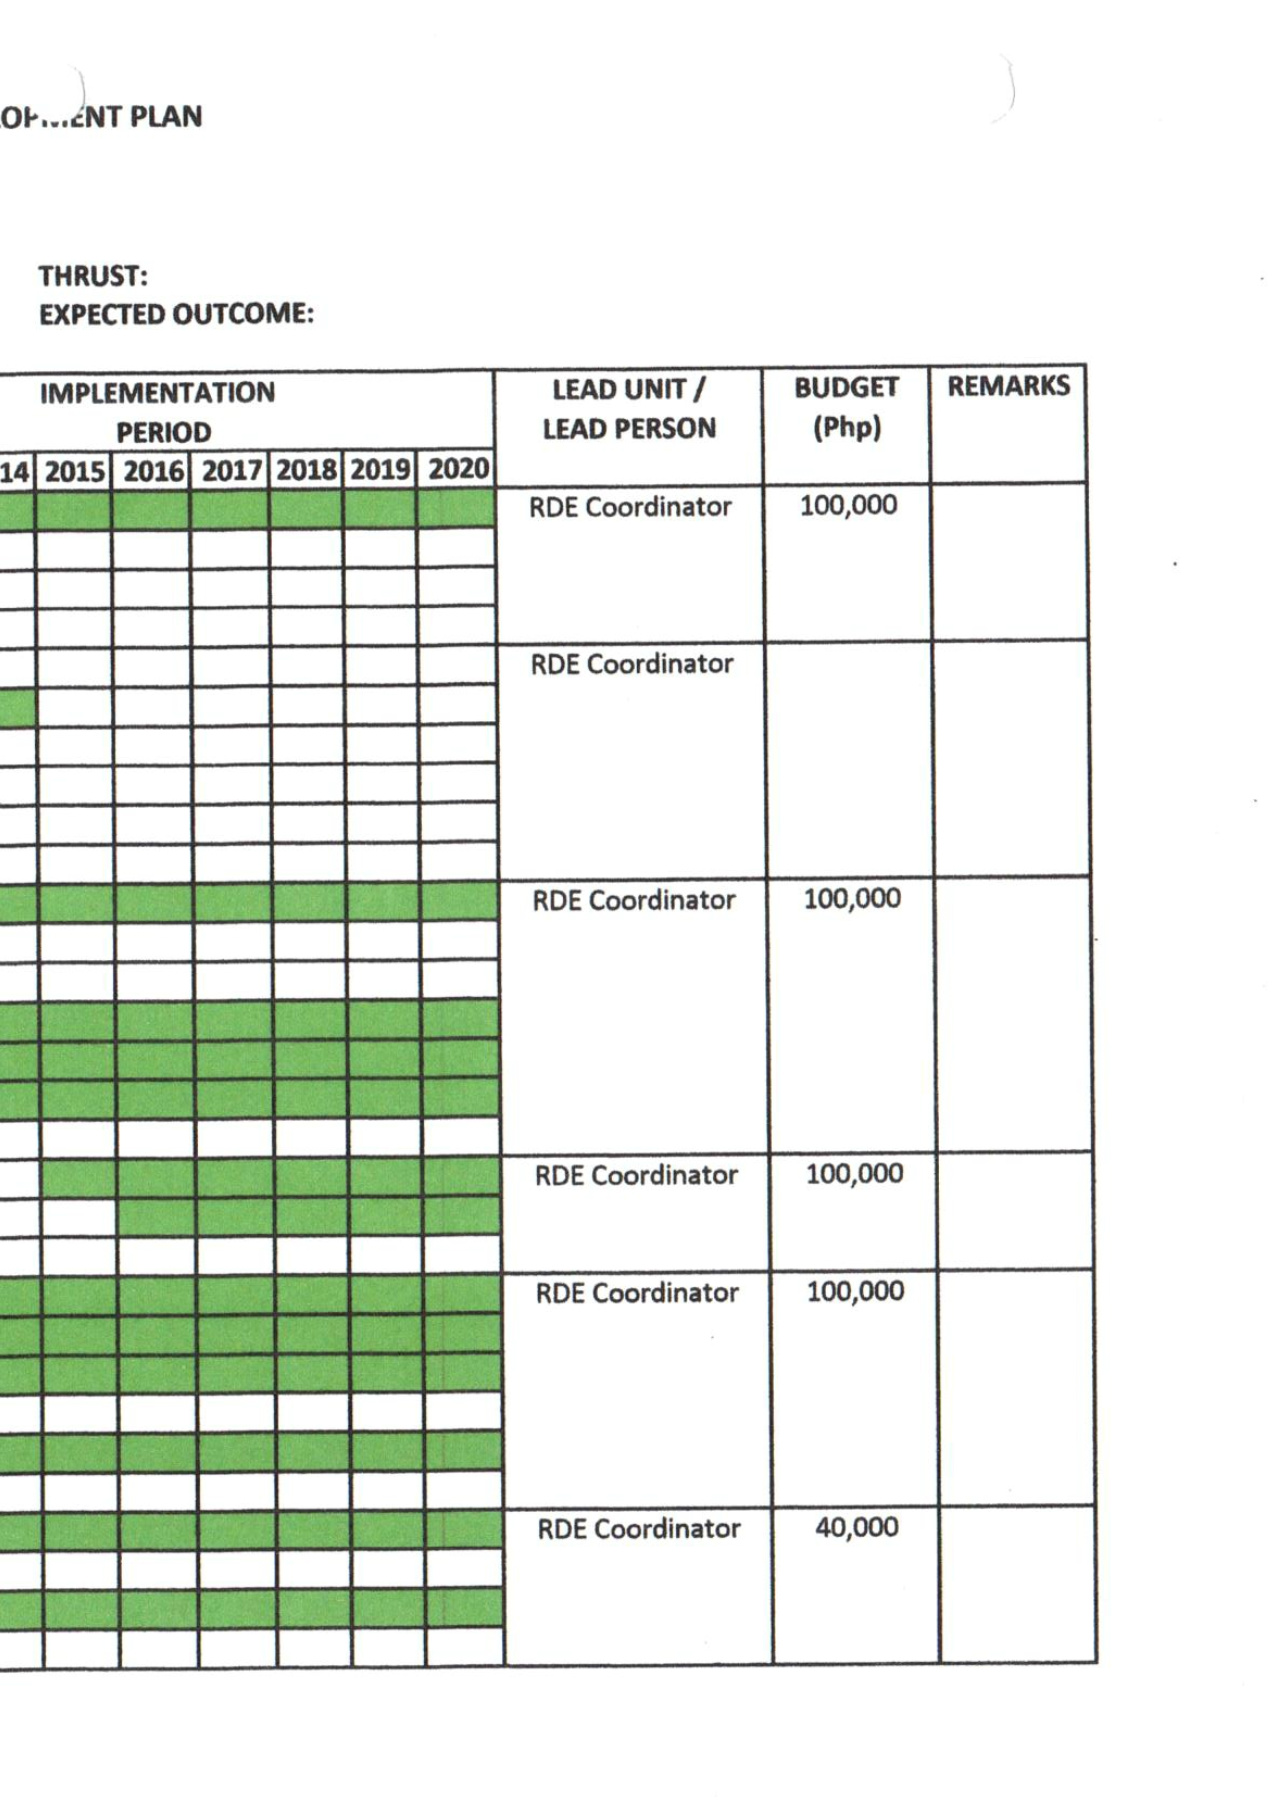 PLAN
THRUST:
EXPECTED OUTCOME:
IMPLEMENTATION
PERIOD
LEAD UNIT /
LEAD PERSON
BUDGET
(Php)
REMARKS
14 2015 2016 2017 2018 2019 2020
RDE Coordinator 100,000
RDE Coordinator
RDE Coordinator 100,000
RDE Coordinator 100,000
RDE Coordinator 100,000
RDE Coordinator 40,000